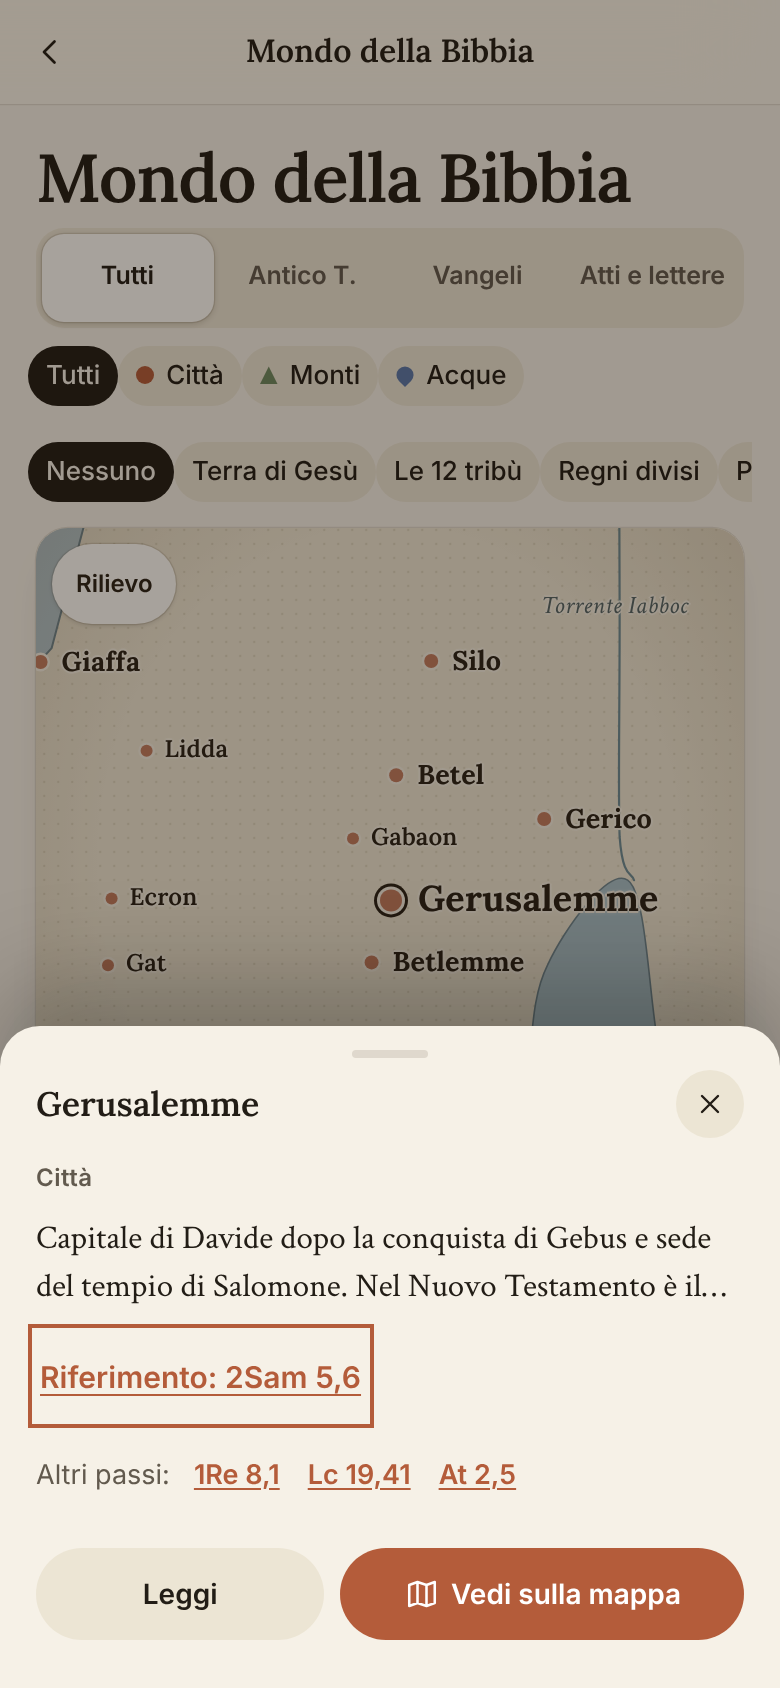 Mondo della Bibbia
Mondo della Bibbia
Tutti Antico T. Vangeli Atti e lettere
Tutti Città Monti Acque
Nessuno Terra di Gesù Le 12 tribù Regni divisi P
Rilievo
Torrente Iabboc
Giaffa Silo
Lidda
Betel
Gerico
Gabaon
Ecron Gerusalemme
Gat Betlemme
Gerusalemme
Città
Capitale di Davide dopo la conquista di Gebus e sede
del tempio di Salomone. Nel Nuovo Testamento è il…
Riferimento: 2Sam 5,6
Altri passi: 1Re 8,1 Lc 19,41 At 2,5
Leggi Vedi sulla mappa